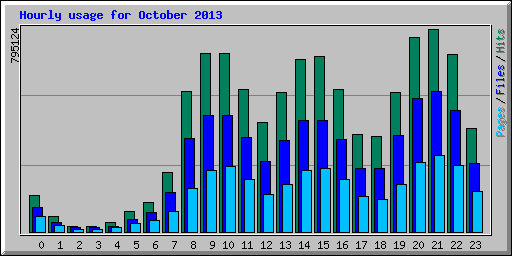 Hourly usage for October 2013
795124
Pages / Files / Hits
0 1 2 3 4 5 6 7 8 9 10 11 12 13 14 15 16 17 18 19 20 21 22 23